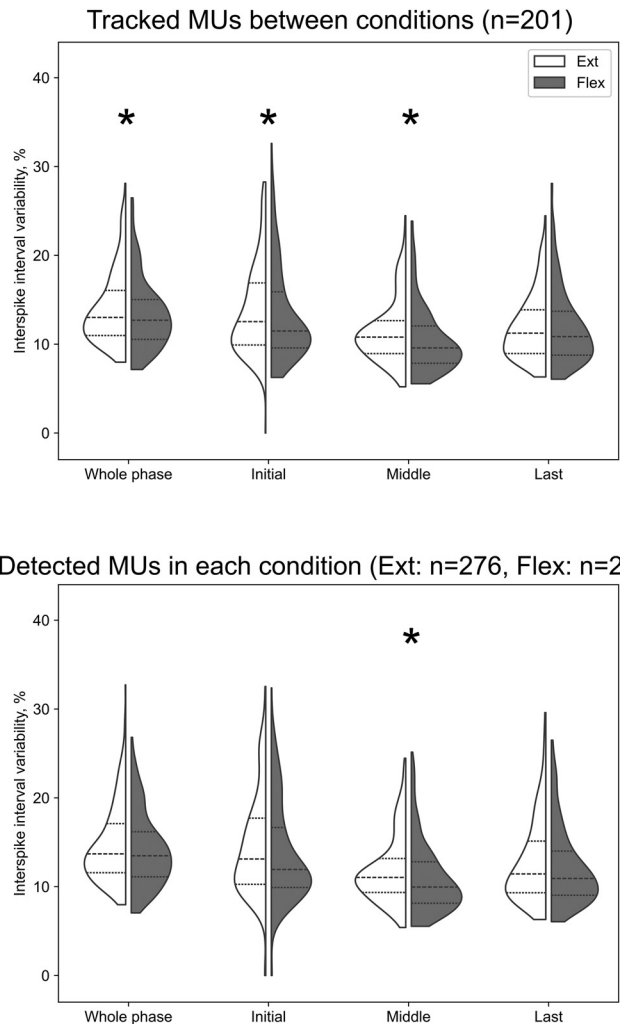 Tracked MUs between conditions (n=201)
Ext
Flex
*
*
*
40
30
20
10
0
Interspike interval variability, %
Whole phase
Initial
Middle
Last
Detected MUs in each condition (Ext: n=276, Flex: n=2
*
40
30
20
10
0
Interspike interval variability, %
Whole phase
Initial
Middle
Last